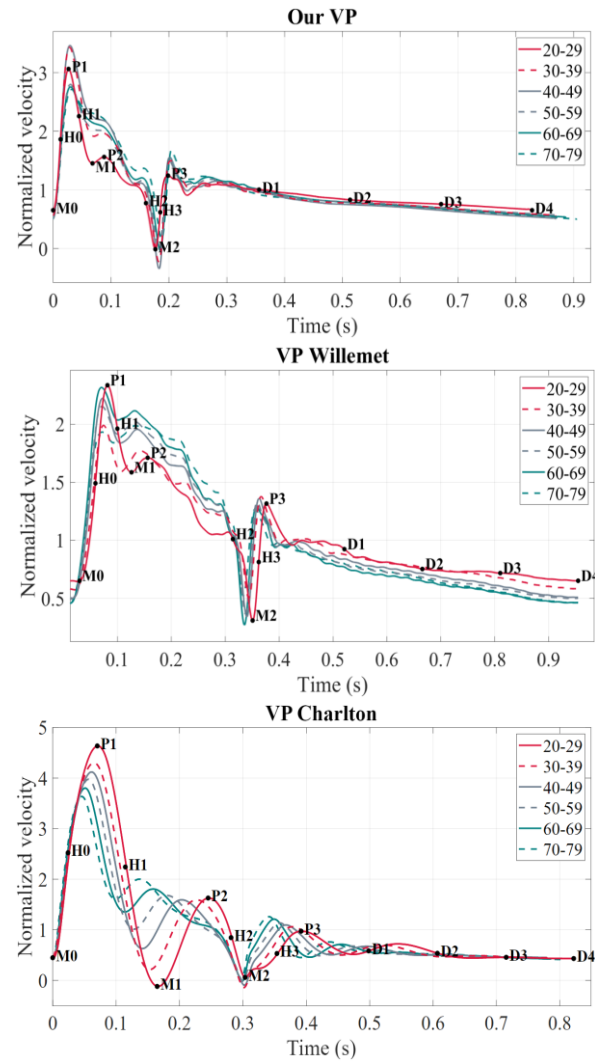 Our VP
Normalized velocity
3
2
1
0
P1
H1
H0
P2
M1
P3
H2
H3
M0
M2
D1
D2
D3
D4
20-29
30-39
40-49
50-59
60-69
70-79
0 0.1 0.2 0.3 0.4 0.5 0.6 0.7 0.8 0.9
Time (s)
VP Willemet
Normalized velocity
2
1.5
1
0.5
P1
H1
P2
M1
H0
P3
H2
H3
M0
M2
D1
D2
D3
D4
20-29
30-39
40-49
50-59
60-69
70-79
0.1 0.2 0.3 0.4 0.5 0.6 0.7 0.8 0.9
Time (s)
VP Charlton
Normalized velocity
5
4
3
2
1
0
P1
H0
H1
P2
H2
P3
H3
M0
M1
M2
D1
D2
D3
D4
20-29
30-39
40-49
50-59
60-69
70-79
0 0.1 0.2 0.3 0.4 0.5 0.6 0.7 0.8
Time (s)